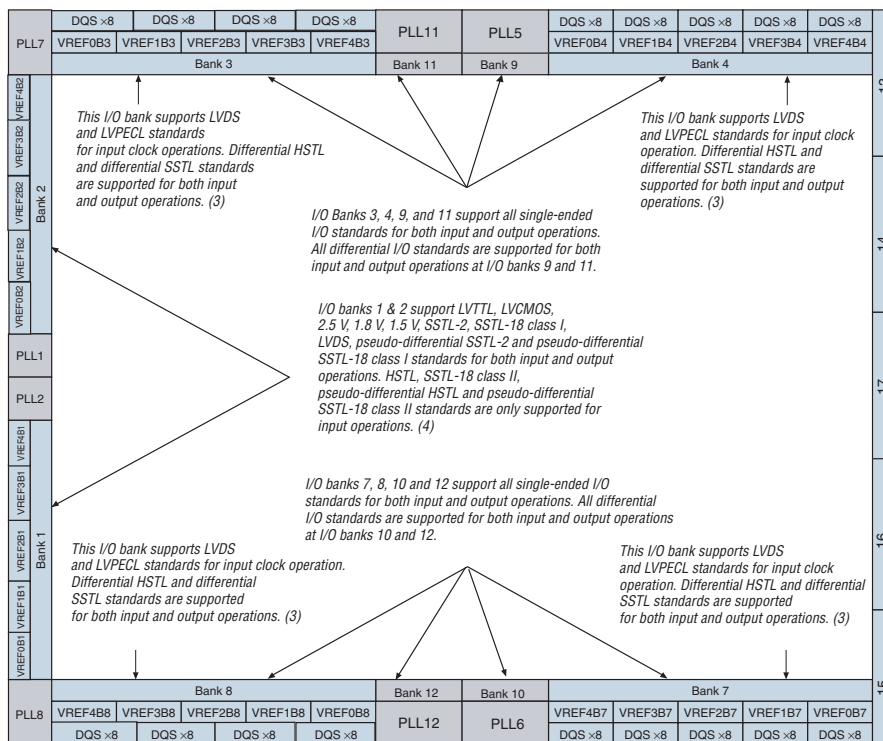 PLL7
DQS ×8 DQS ×8 DQS ×8 DQS ×8
VREF0B3 VREF1B3 VREF2B3 VREF3B3 VREF4B3
Bank 3
PLL11
Bank 11
PLL5
Bank 9
DQS ×8 DQS ×8 DQS ×8 DQS ×8 DQS ×8
VREF0B4 VREF1B4 VREF2B4 VREF3B4 VREF4B4
Bank 4
VREF4B2
VREF3B2
VREF2B2
VREF1B2
VREF0B2
Bank 2
PLL1
PLL2
VREF4B1
VREF3B1
VREF2B1
VREF1B1
VREF0B1
Bank 1
This I/O bank supports LVDS
and LVPECL standards
for input clock operations. Differential HSTL
and differential SSTL standards
are supported for both input
and output operations. (3)
This I/O bank supports LVDS
and LVPECL standards for input clock
operation. Differential HSTL and
differential SSTL standards are
supported for both input and output
operations. (3)
I/O Banks 3, 4, 9, and 11 support all single-ended
I/O standards for both input and output operations.
All differential I/O standards are supported for both
input and output operations at I/O banks 9 and 11.
I/O banks 1 & 2 support LVTTL, LVCMOS,
2.5 V, 1.8 V, 1.5 V, SSTL-2, SSTL-18 class I,
LVDS, pseudo-differential SSTL-2 and pseudo-differential
SSTL-18 class I standards for both input and output
operations. HSTL, SSTL-18 class II,
pseudo-differential HSTL and pseudo-differential
SSTL-18 class II standards are only supported for
input operations. (4)
I/O banks 7, 8, 10 and 12 support all single-ended I/O
standards for both input and output operations. All differential
I/O standards are supported for both input and output operations
at I/O banks 10 and 12.
This I/O bank supports LVDS
and LVPECL standards for input clock operation.
Differential HSTL and differential
SSTL standards are supported
for both input and output operations. (3)
This I/O bank supports LVDS
and LVPECL standards for input clock
operation. Differential HSTL and differential
SSTL standards are supported
for both input and output operations. (3)
14
17
16
PLL8
Bank 8
VREF4B8 VREF3B8 VREF2B8 VREF1B8 VREF0B8
DQS ×8 DQS ×8 DQS ×8 DQS ×8
Bank 12
PLL12
Bank 10
PLL6
Bank 7
VREF4B7 VREF3B7 VREF2B7 VREF1B7 VREF0B7
DQS ×8 DQS ×8 DQS ×8 DQS ×8 DQS ×8